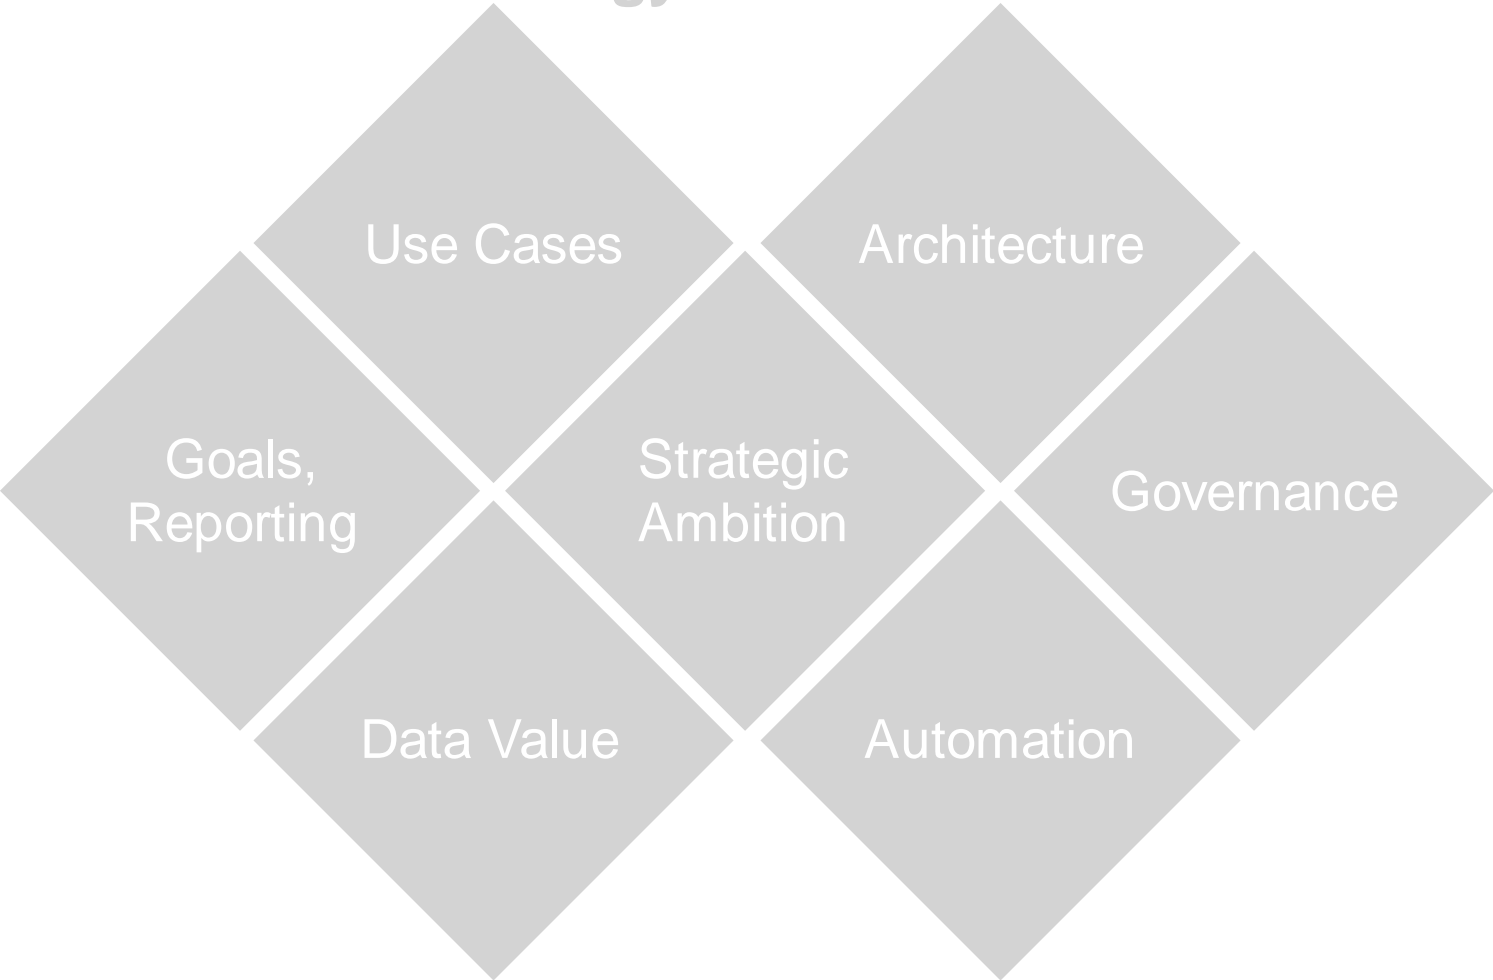 Use Cases
Architecture
Goals,
Reporting
Strategic
Ambition
Governance
Data Value
Automation